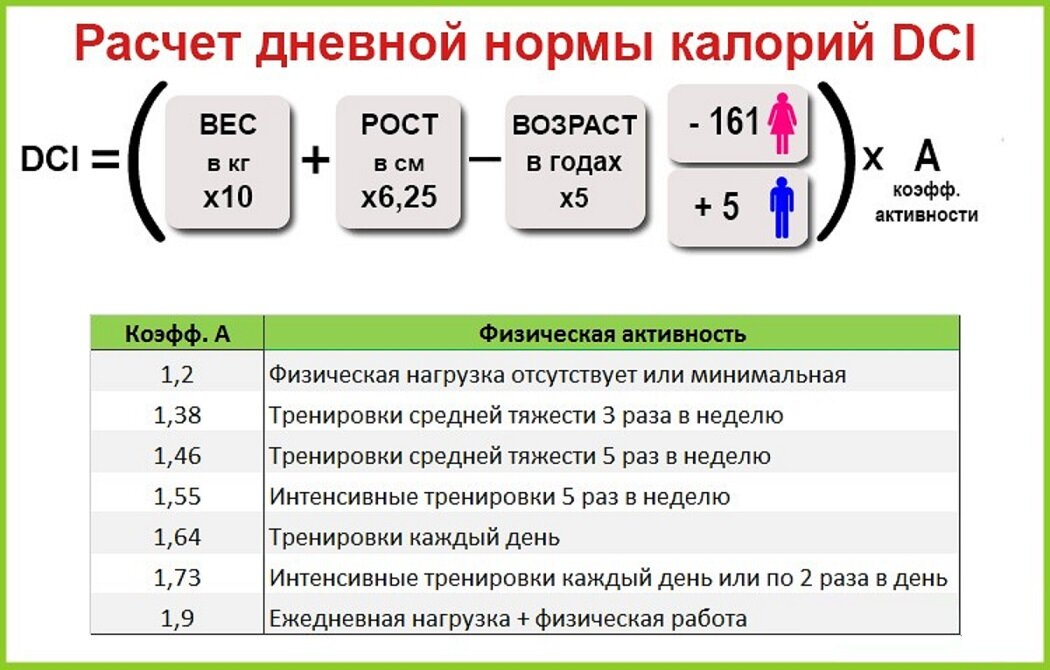 Расчет дневной нормы калорий DCI
DCI = ( ВЕС в кг x10 + РОСТ в см x6,25 – ВОЗРАСТ в годах x5 - 161 + 5 ) x А коэфф. активности
Коэфф. А Физическая активность
1,2 Физическая нагрузка отсутствует или минимальная
1,38 Тренировки средней тяжести 3 раза в неделю
1,46 Тренировки средней тяжести 5 раз в неделю
1,55 Интенсивные тренировки 5 раз в неделю
1,64 Тренировки каждый день
1,73 Интенсивные тренировки каждый день или по 2 раза в день
1,9 Ежедневная нагрузка + физическая работа